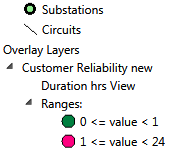 Substations
Circuits
Overlay Layers
Customer Reliability new
Duration hrs View
Ranges:
0 <= value < 1
1 <= value < 24